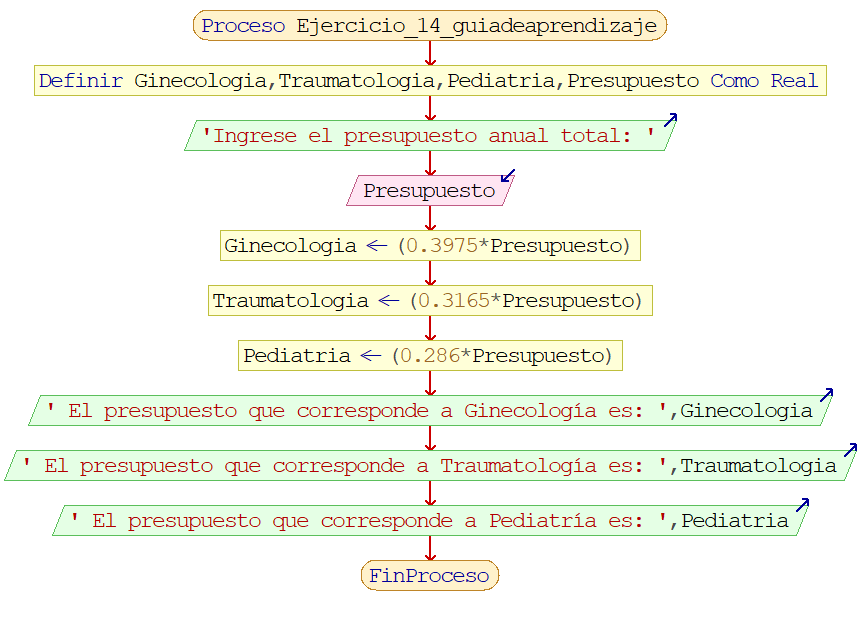 Proceso Ejercicio_14_guiadeaprendizaje
Definir Ginecologia,Traumatologia,Pediatria,Presupuesto Como Real
'Ingrese el presupuesto anual total: '
Presupuesto
Ginecologia ← (0.3975*Presupuesto)
Traumatologia ← (0.3165*Presupuesto)
Pediatria ← (0.286*Presupuesto)
' El presupuesto que corresponde a Ginecología es: ',Ginecologia
' El presupuesto que corresponde a Traumatología es: ',Traumatologia
' El presupuesto que corresponde a Pediatría es: ',Pediatria
FinProceso